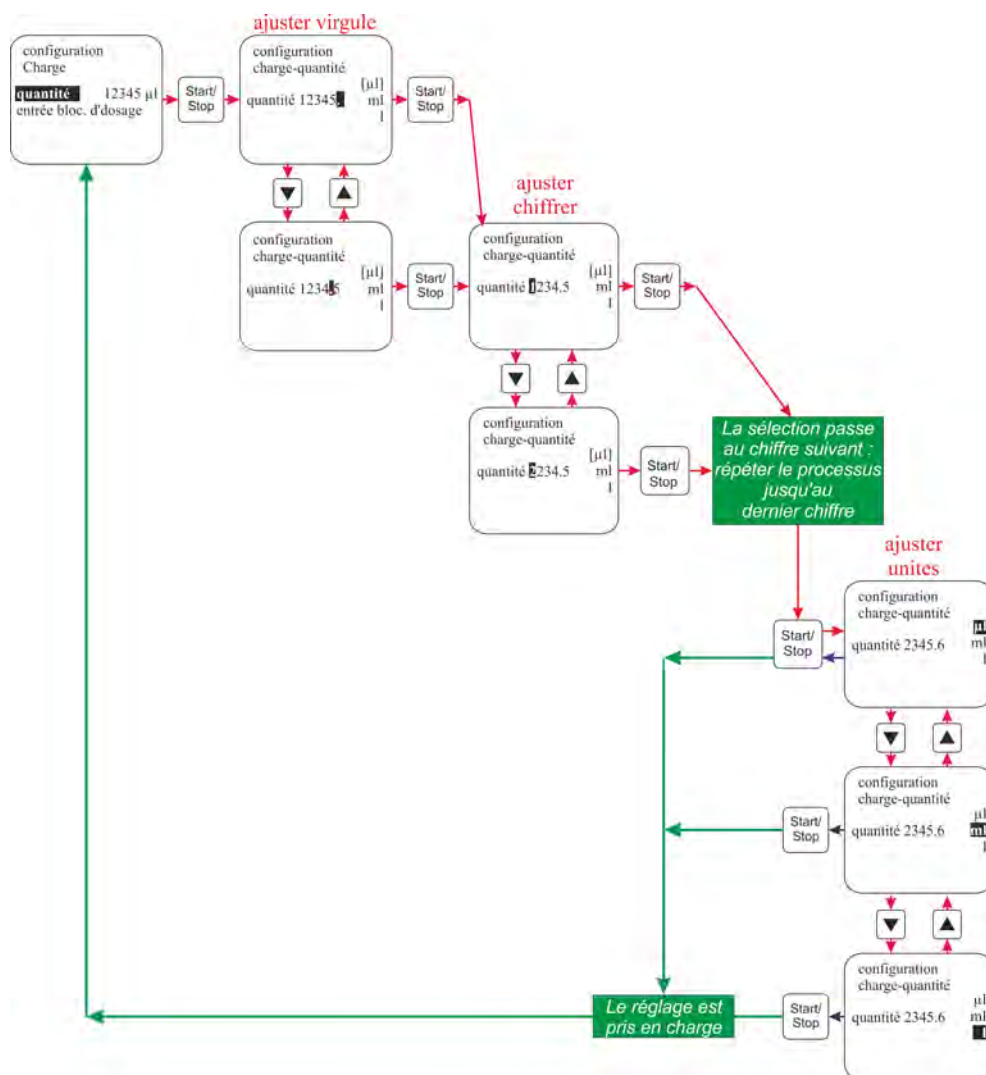 ajuster virgule
configuration
Charge
quantité 12345 µl
entrée bloc. d'dosage
Start/
Stop
configuration
charge-quantité
[µl]
quantité 12345, ml
l
Start/
Stop
configuration
charge-quantité
[µl]
quantité 1234.5 ml
l
Start/
Stop
ajuster
chiffrer
configuration
charge-quantité
[µl]
quantité 1234.5 ml
l
Start/
Stop
configuration
charge-quantité
[µl]
quantité 2234.5 ml
l
Start/
Stop
La sélection passe
au chiffre suivant :
répéter le processus
jusqu'au
dernier chiffre
ajuster
unites
Start/
Stop
configuration
charge-quantité
µl
quantité 2345.6 ml
l
Start/
Stop
configuration
charge-quantité
µl
quantité 2345.6 ml
l
Le réglage est
pris en charge
Start/
Stop
configuration
charge-quantité
µl
quantité 2345.6 ml
l